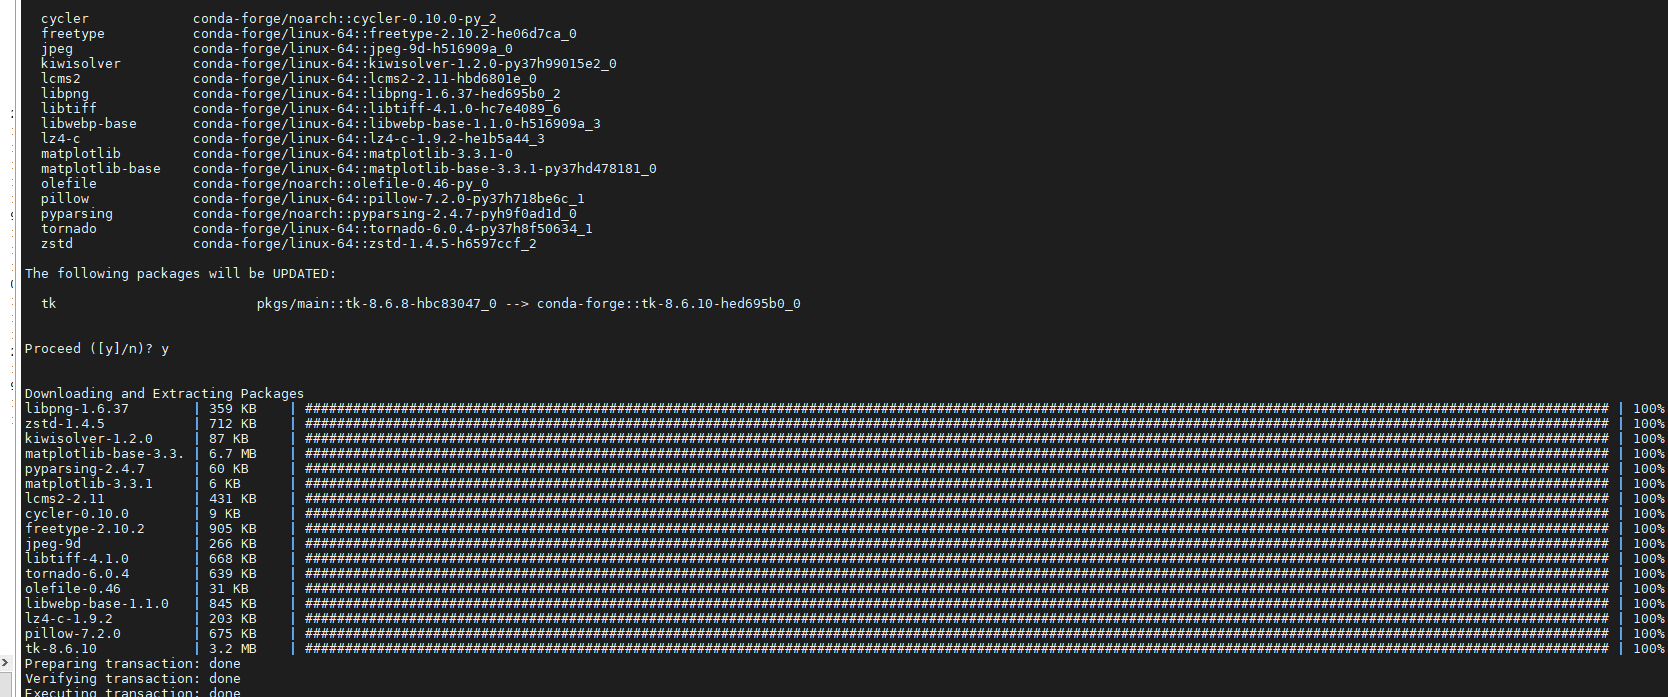 cycler conda-forge/noarch::cycler-0.10.0-py_2
freetype conda-forge/linux-64::freetype-2.10.2-he06d7ca_0
jpeg conda-forge/linux-64::jpeg-9d-h516909a_0
kiwisolver conda-forge/linux-64::kiwisolver-1.2.0-py37h99015e2_0
lcms2 conda-forge/linux-64::lcms2-2.11-hbd6801e_0
libpng conda-forge/linux-64::libpng-1.6.37-hed695b0_2
libtiff conda-forge/linux-64::libtiff-4.1.0-hc7e4089_6
libwebp-base conda-forge/linux-64::libwebp-base-1.1.0-h516909a_3
lz4-c conda-forge/linux-64::lz4-c-1.9.2-he1b5a44_3
matplotlib conda-forge/linux-64::matplotlib-3.3.1-0
matplotlib-base conda-forge/linux-64::matplotlib-base-3.3.1-py37hd478181_0
olefile conda-forge/noarch::olefile-0.46-py_0
pillow conda-forge/linux-64::pillow-7.2.0-py37h718be6c_1
pyparsing conda-forge/noarch::pyparsing-2.4.7-pyh9f0ad1d_0
tornado conda-forge/linux-64::tornado-6.0.4-py37h8f50634_1
zstd conda-forge/linux-64::zstd-1.4.5-h6597ccf_2
The following packages will be UPDATED:
tk pkgs/main::tk-8.6.8-hbc83047_0 --> conda-forge::tk-8.6.10-hed695b0_0
Proceed ([y]/n)? y
Downloading and Extracting Packages
libpng-1.6.37 | 359 KB | ################################################################################################################################################################### | 100%
zstd-1.4.5 | 712 KB | ################################################################################################################################################################### | 100%
kiwisolver-1.2.0 | 87 KB | ################################################################################################################################################################### | 100%
matplotlib-base-3.3. | 6.7 MB | ################################################################################################################################################################### | 100%
pyparsing-2.4.7 | 60 KB | ################################################################################################################################################################### | 100%
matplotlib-3.3.1 | 6 KB | ################################################################################################################################################################### | 100%
lcms2-2.11 | 431 KB | ################################################################################################################################################################### | 100%
cycler-0.10.0 | 9 KB | ################################################################################################################################################################### | 100%
freetype-2.10.2 | 905 KB | ################################################################################################################################################################### | 100%
jpeg-9d | 266 KB | ################################################################################################################################################################### | 100%
libtiff-4.1.0 | 668 KB | ################################################################################################################################################################### | 100%
tornado-6.0.4 | 639 KB | ################################################################################################################################################################### | 100%
olefile-0.46 | 31 KB | ################################################################################################################################################################### | 100%
libwebp-base-1.1.0 | 845 KB | ################################################################################################################################################################### | 100%
lz4-c-1.9.2 | 203 KB | ################################################################################################################################################################### | 100%
pillow-7.2.0 | 675 KB | ################################################################################################################################################################### | 100%
tk-8.6.10 | 3.2 MB | ################################################################################################################################################################### | 100%
Preparing transaction: done
Verifying transaction: done
Executing transaction: done